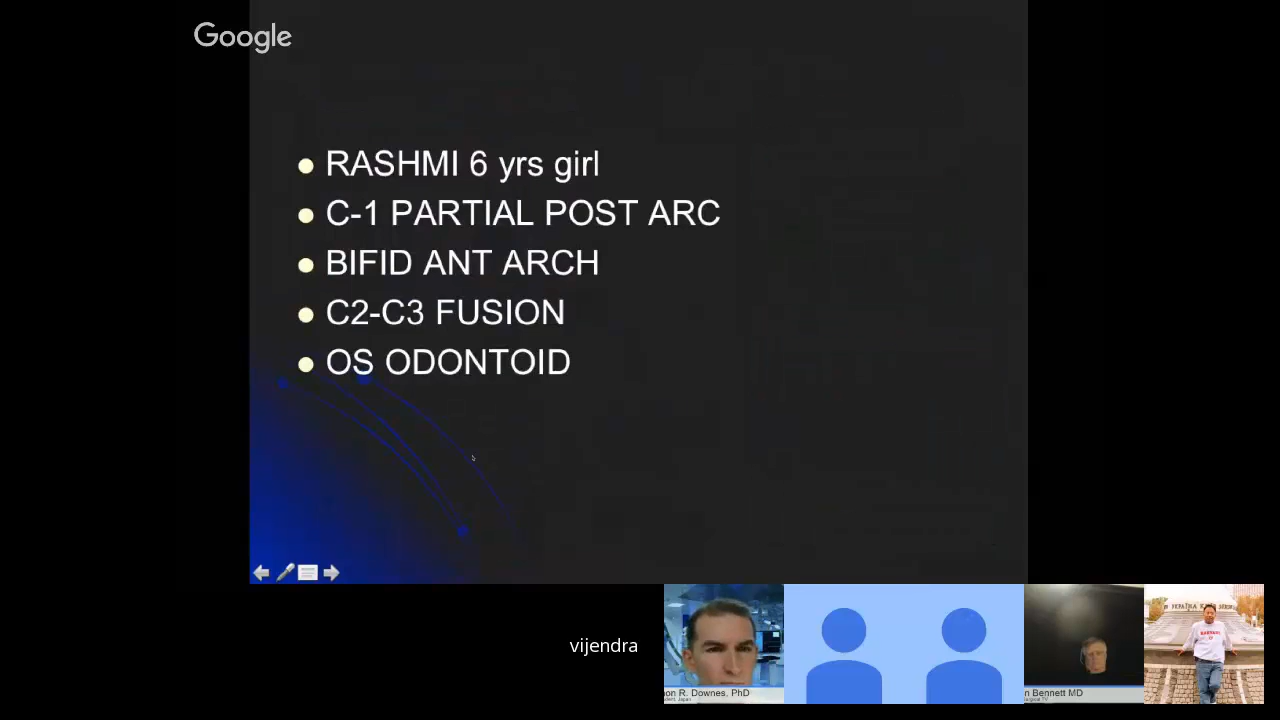 Google
RASHMI 6 yrs girl
C-1 PARTIAL POST ARC
BIFID ANT ARCH
C2-C3 FUSION
OS ODONTOID
vijendra
on R. Downes, PhD
n Bennett MD